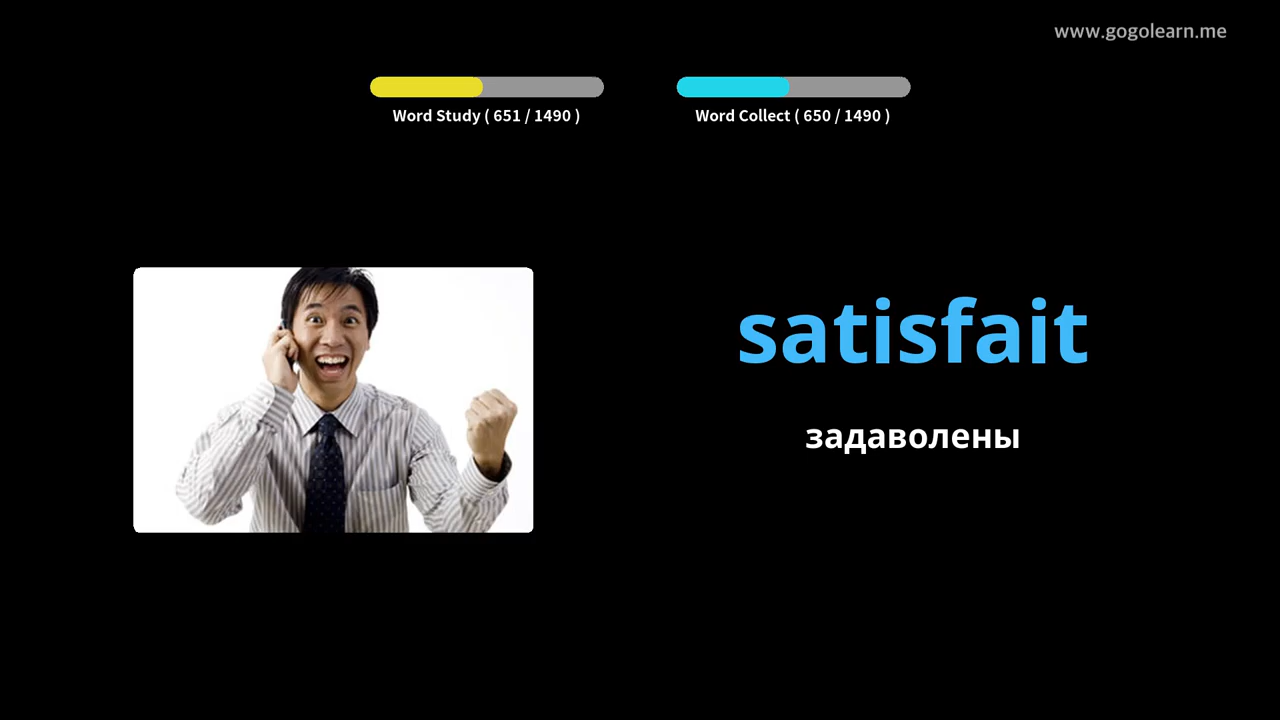 www.gogolearn.me
Word Study ( 651 / 1490 )
Word Collect ( 650 / 1490 )
satisfait
задаволены